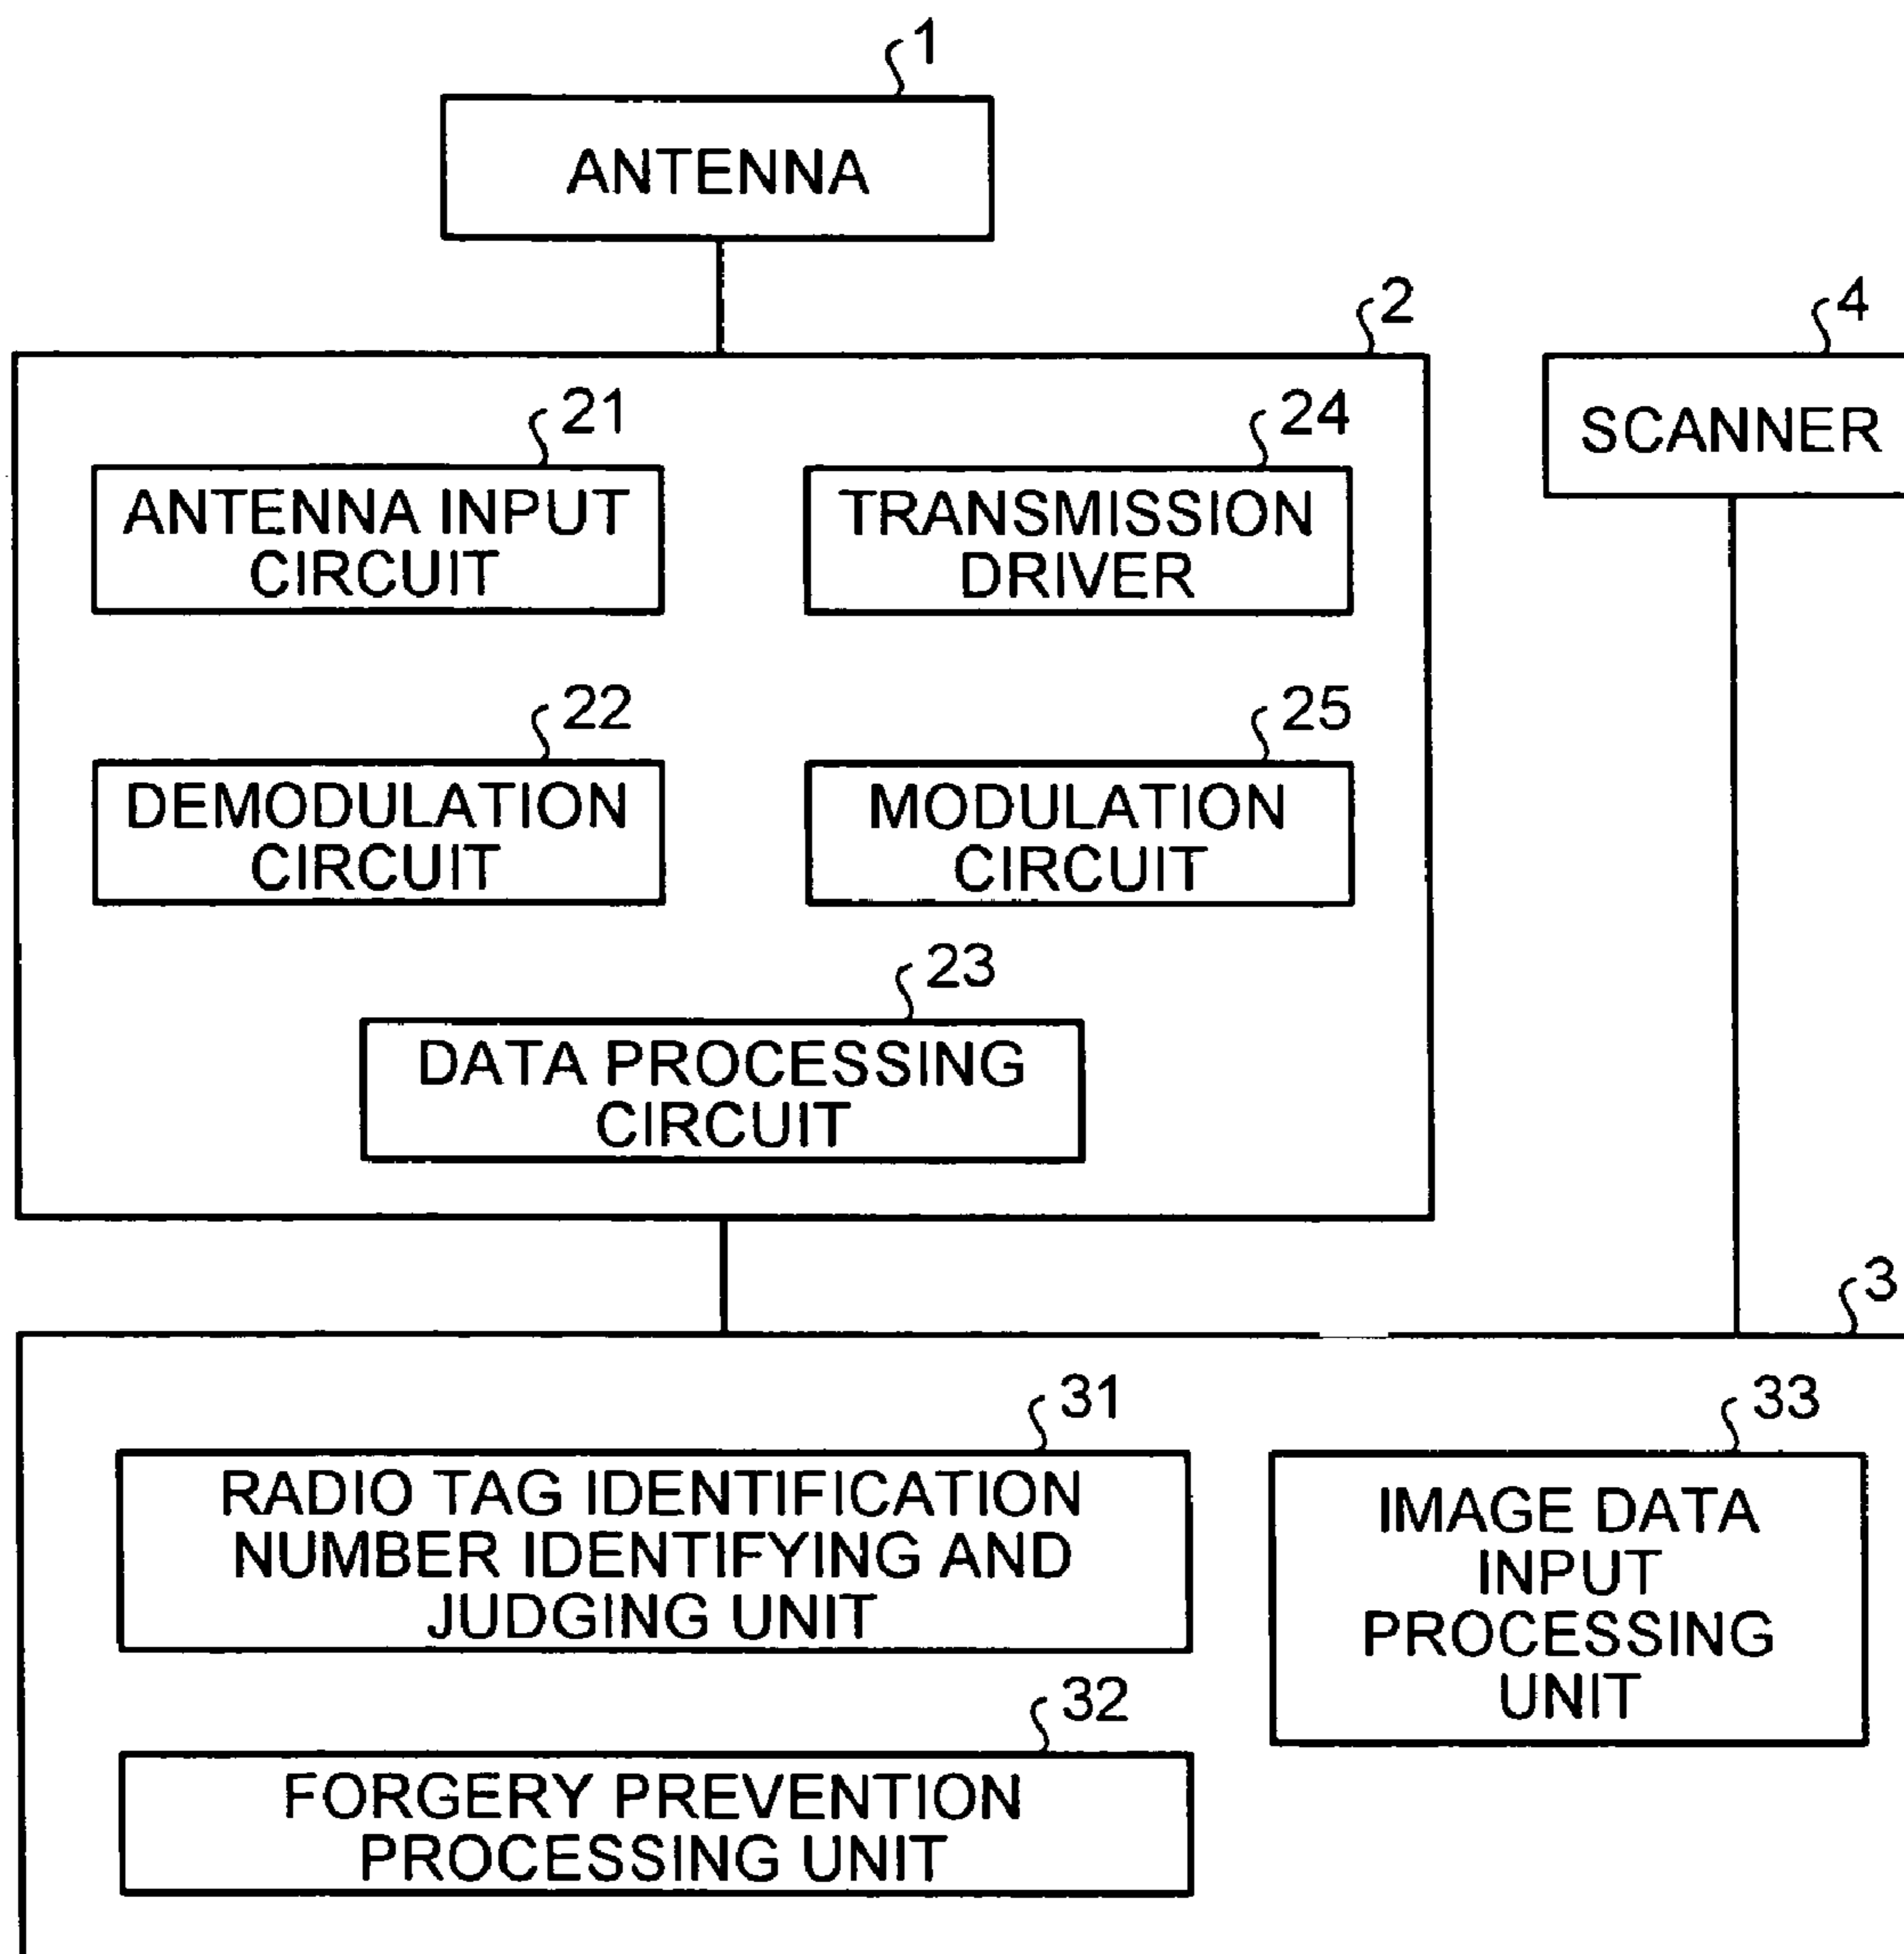 1
ANTENNA
2
4
SCANNER
21
ANTENNA INPUT
CIRCUIT
24
TRANSMISSION
DRIVER
22
DEMODULATION
CIRCUIT
25
MODULATION
CIRCUIT
23
DATA PROCESSING
CIRCUIT
3
31
RADIO TAG IDENTIFICATION
NUMBER IDENTIFYING AND
JUDGING UNIT
33
IMAGE DATA
INPUT
PROCESSING
UNIT
32
FORGERY PREVENTION
PROCESSING UNIT